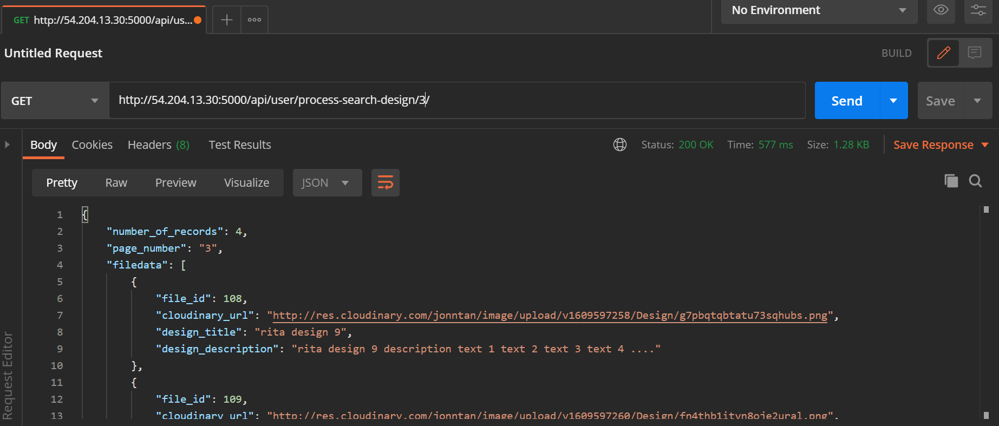 GET http://54.204.13.30:5000/api/us...
No Environment
Untitled Request
BUILD
GET http://54.204.13.30:5000/api/user/process-search-design/3/ Send Save
Body Cookies Headers (8) Test Results Status: 200 OK Time: 577 ms Size: 1.28 KB Save Response
Pretty Raw Preview Visualize JSON
1 {
2 "number_of_records": 4,
3 "page_number": "3",
4 "filedata": [
5 {
6 "file_id": 108,
7 "cloudinary_url": "http://res.cloudinary.com/jonntan/image/upload/v1609597258/Design/g7pbqtqbtatu73sqhubs.png",
8 "design_title": "rita design 9",
9 "design_description": "rita design 9 description text 1 text 2 text 3 text 4 ...."
10 },
11 {
12 "file_id": 109,
13 "cloudinary_url": "http://res.cloudinary.com/jonntan/image/upload/v1609597260/Design/fn4thb1itvn8oje2ural.png",
Request Editor